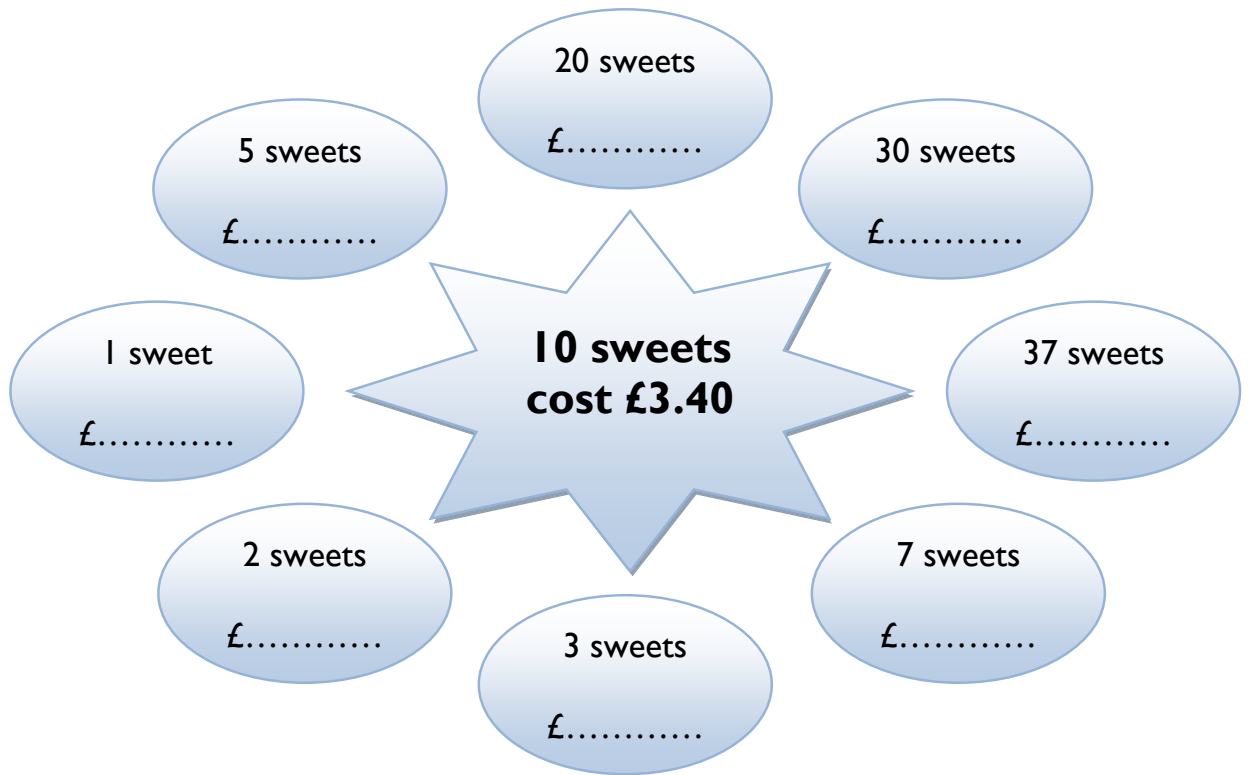 20 sweets
£…………
5 sweets
£…………
30 sweets
£…………
1 sweet
£…………
10 sweets
cost £3.40
37 sweets
£…………
2 sweets
£…………
7 sweets
£…………
3 sweets
£…………